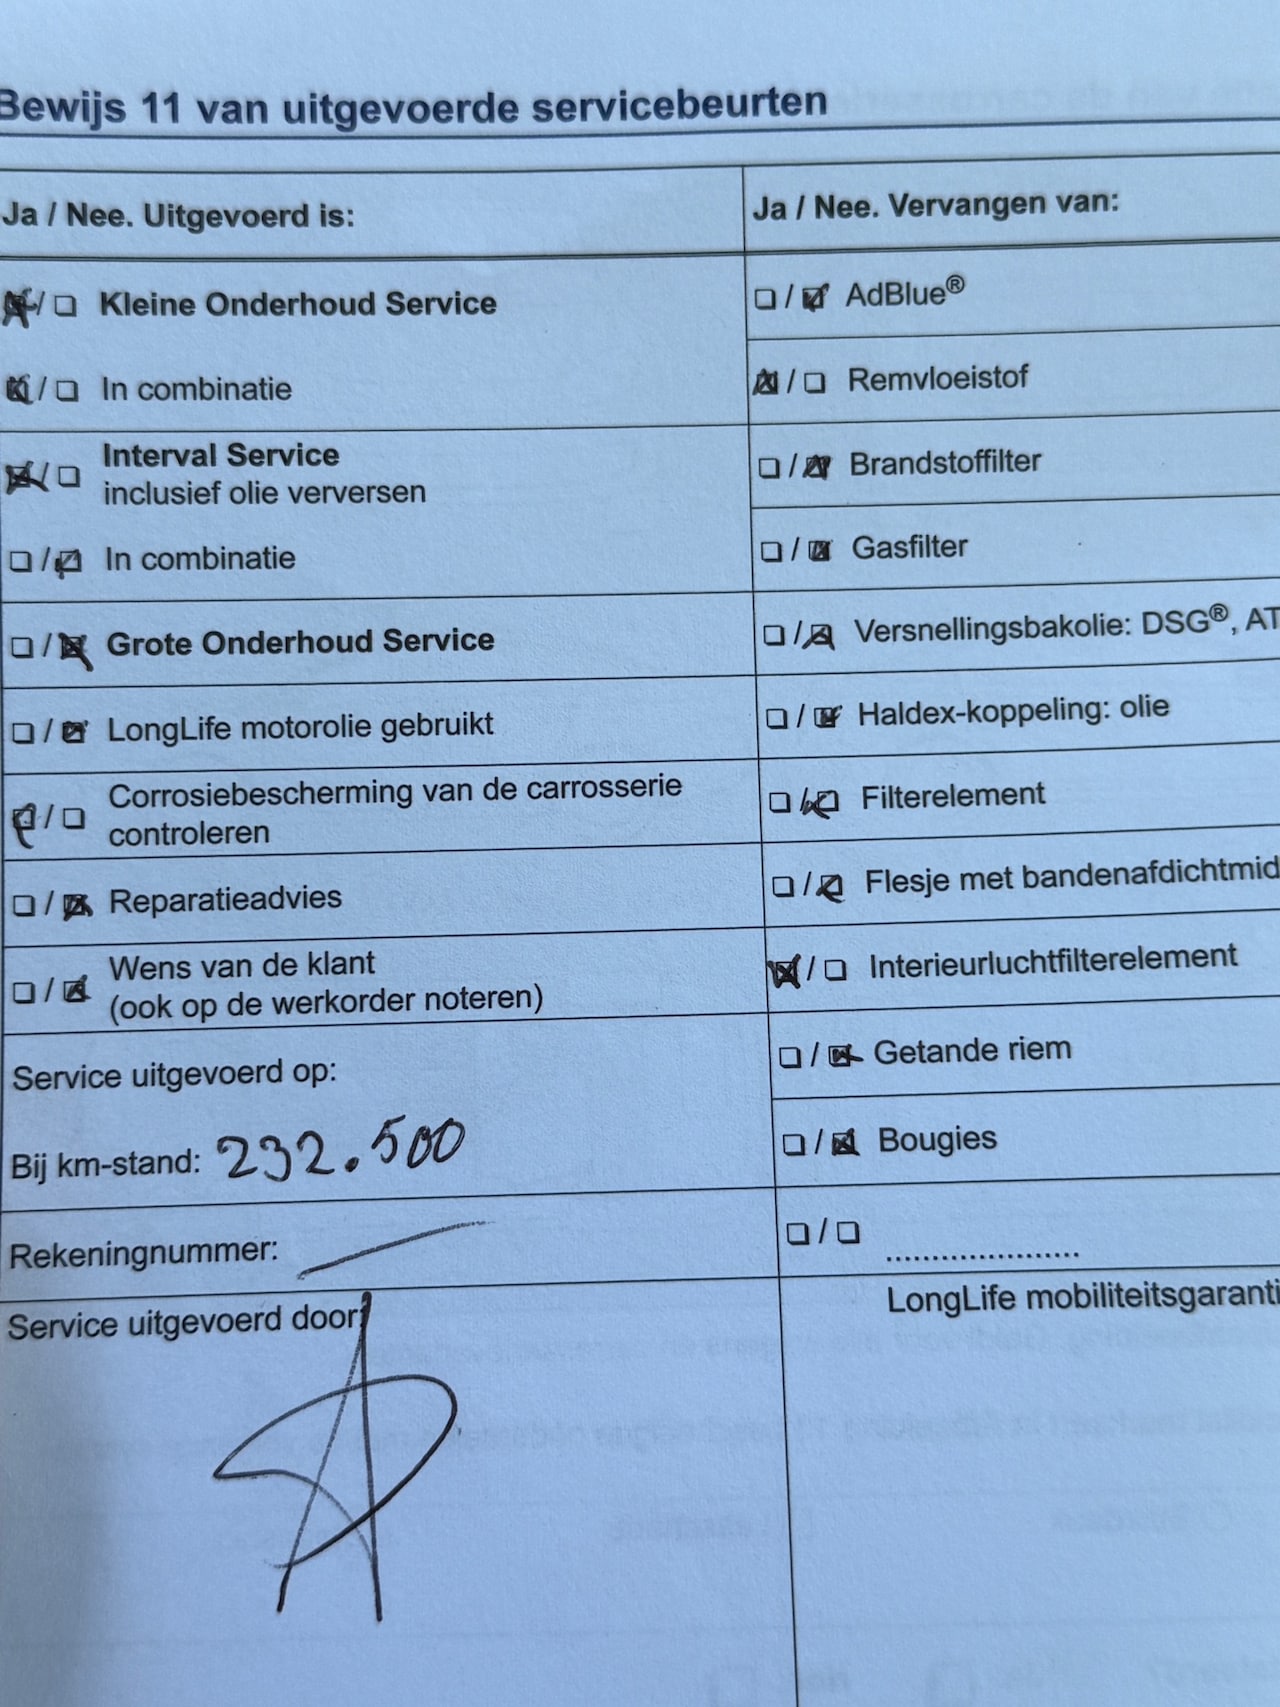 Bewijs 11 van uitgevoerde servicebeurten
Ja / Nee. Uitgevoerd is:
Kleine Onderhoud Service
In combinatie
Interval Service
inclusief olie verversen
In combinatie
Grote Onderhoud Service
LongLife motorolie gebruikt
Corrosiebescherming van de carrosserie
controleren
Reparatieadvies
Wens van de klant
(ook op de werkorder noteren)
Service uitgevoerd op:
Bij km-stand: 232.500
Rekeningnummer:
Service uitgevoerd door:
Ja / Nee. Vervangen van:
AdBlue®
Remvloeistof
Brandstoffilter
Gasfilter
Versnellingsbakolie: DSG®, AT
Haldex-koppeling: olie
Filterelement
Flesje met bandenafdichtmid
Interieurluchtfilterelement
Getande riem
Bougies
.....................
LongLife mobiliteitsgaranti